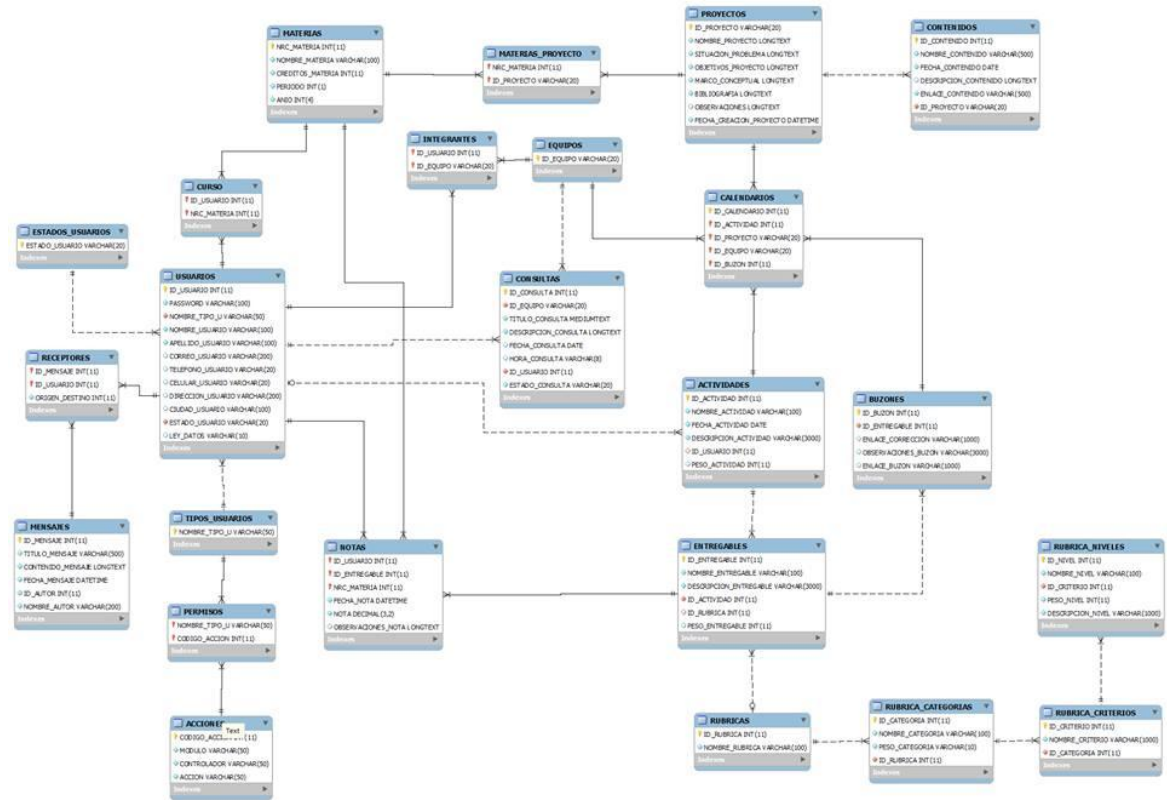 MATERIAS
NRC_MATERIA INT(11)
NOMBRE_MATERIA VARCHAR(100)
CREDITOS_MATERIA INT(11)
PERIODO INT(1)
ANIO INT(4)
Indexes
MATERIAS_PROYECTO
NRC_MATERIA INT(11)
ID_PROYECTO VARCHAR(20)
Indexes
PROYECTOS
ID_PROYECTO VARCHAR(20)
NOMBRE_PROYECTO LONGTEXT
SITUACION_PROBLEMA LONGTEXT
OBJETIVOS_PROYECTO LONGTEXT
MARCO_CONCEPTUAL LONGTEXT
BIBLIOGRAFIA LONGTEXT
OBSERVACIONES LONGTEXT
FECHA_CREACION_PROYECTO DATETIME
Indexes
CONTENIDOS
ID_CONTENIDO INT(11)
NOMBRE_CONTENIDO VARCHAR(500)
FECHA_CONTENIDO DATE
DESCRIPCION_CONTENIDO LONGTEXT
ENLACE_CONTENIDO VARCHAR(500)
ID_PROYECTO VARCHAR(20)
Indexes
INTEGRANTES
ID_USUARIO INT(11)
ID_EQUIPO VARCHAR(20)
Indexes
EQUIPOS
ID_EQUIPO VARCHAR(20)
Indexes
CURSO
ID_USUARIO INT(11)
NRC_MATERIA INT(11)
Indexes
CALENDARIOS
ID_CALENDARIO INT(11)
ID_ACTIVIDAD INT(11)
ID_PROYECTO VARCHAR(20)
ID_EQUIPO VARCHAR(20)
ID_BUZON INT(11)
Indexes
ESTADOS_USUARIOS
ESTADO_USUARIO VARCHAR(20)
Indexes
USUARIOS
ID_USUARIO INT(11)
PASSWORD VARCHAR(100)
NOMBRE_TIPO_U VARCHAR(50)
NOMBRE_USUARIO VARCHAR(100)
APELLIDO_USUARIO VARCHAR(100)
CORREO_USUARIO VARCHAR(200)
TELEFONO_USUARIO VARCHAR(20)
CELULAR_USUARIO VARCHAR(20)
DIRECCION_USUARIO VARCHAR(200)
CIUDAD_USUARIO VARCHAR(100)
ESTADO_USUARIO VARCHAR(20)
LEY_DATOS VARCHAR(10)
Indexes
CONSULTAS
ID_CONSULTA INT(11)
ID_EQUIPO VARCHAR(20)
TITULO_CONSULTA MEDIUMTEXT
DESCRIPCION_CONSULTA LONGTEXT
FECHA_CONSULTA DATE
HORA_CONSULTA VARCHAR(8)
ID_USUARIO INT(11)
ESTADO_CONSULTA VARCHAR(20)
Indexes
RECEPTORES
ID_MENSAJE INT(11)
ID_USUARIO INT(11)
ORIGEN_DESTINO INT(11)
Indexes
ACTIVIDADES
ID_ACTIVIDAD INT(11)
NOMBRE_ACTIVIDAD VARCHAR(100)
FECHA_ACTIVIDAD DATE
DESCRIPCION_ACTIVIDAD VARCHAR(3000)
ID_USUARIO INT(11)
PESO_ACTIVIDAD INT(11)
Indexes
BUZONES
ID_BUZON INT(11)
ID_ENTREGABLE INT(11)
ENLACE_CORRECCION VARCHAR(1000)
OBSERVACIONES_BUZON VARCHAR(3000)
ENLACE_BUZON VARCHAR(1000)
Indexes
MENSAJES
ID_MENSAJE INT(11)
TITULO_MENSAJE VARCHAR(500)
CONTENIDO_MENSAJE LONGTEXT
FECHA_MENSAJE DATETIME
ID_AUTOR INT(11)
NOMBRE_AUTOR VARCHAR(200)
Indexes
TIPOS_USUARIOS
NOMBRE_TIPO_U VARCHAR(50)
Indexes
NOTAS
ID_USUARIO INT(11)
ID_ENTREGABLE INT(11)
NRC_MATERIA INT(11)
FECHA_NOTA DATETIME
NOTA DECIMAL(3,2)
OBSERVACIONES_NOTA LONGTEXT
Indexes
ENTREGABLES
ID_ENTREGABLE INT(11)
NOMBRE_ENTREGABLE VARCHAR(100)
DESCRIPCION_ENTREGABLE VARCHAR(3000)
ID_ACTIVIDAD INT(11)
ID_RUBRICA INT(11)
PESO_ENTREGABLE INT(11)
Indexes
RUBRICA_NIVELES
ID_NIVEL INT(11)
NOMBRE_NIVEL VARCHAR(100)
ID_CRITERIO INT(11)
PESO_NIVEL INT(11)
DESCRIPCION_NIVEL VARCHAR(1000)
Indexes
PERMISOS
NOMBRE_TIPO_U VARCHAR(50)
CODIGO_ACCION INT(11)
Indexes
ACCIONES
Text
CODIGO_ACCION INT(11)
MODULO VARCHAR(50)
CONTROLADOR VARCHAR(50)
ACCION VARCHAR(50)
Indexes
RUBRICAS
ID_RUBRICA INT(11)
NOMBRE_RUBRICA VARCHAR(100)
Indexes
RUBRICA_CATEGORIAS
ID_CATEGORIA INT(11)
NOMBRE_CATEGORIA VARCHAR(100)
PESO_CATEGORIA VARCHAR(10)
ID_RUBRICA INT(11)
Indexes
RUBRICA_CRITERIOS
ID_CRITERIO INT(11)
NOMBRE_CRITERIO VARCHAR(1000)
ID_CATEGORIA INT(11)
Indexes